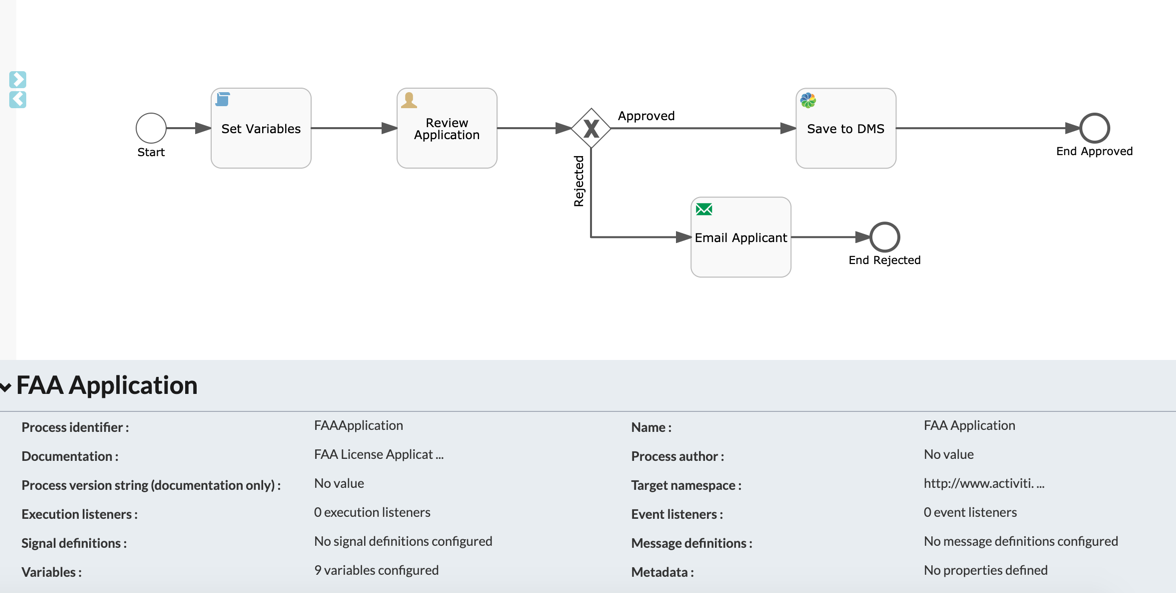 Start
Set Variables
Review
Application
X
Approved
Rejected
Save to DMS
End Approved
Email Applicant
End Rejected
FAA Application
Process identifier : FAAApplication Name : FAA Application
Documentation : FAA License Applicat ... Process author : No value
Process version string (documentation only) : No value Target namespace : http://www.activiti. ...
Execution listeners : 0 execution listeners Event listeners : 0 event listeners
Signal definitions : No signal definitions configured Message definitions : No message definitions configured
Variables : 9 variables configured Metadata : No properties defined